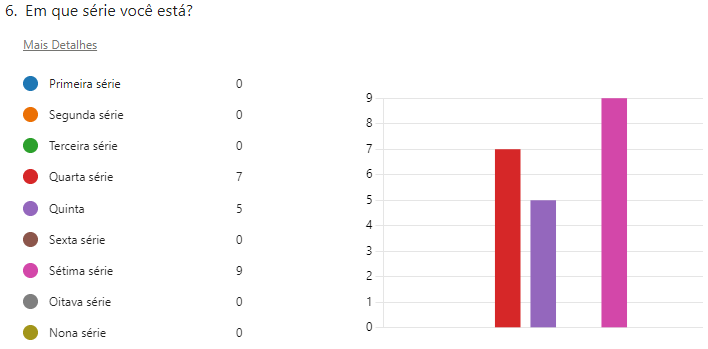 6. Em que série você está?
Mais Detalhes
Primeira série 0
Segunda série 0
Terceira série 0
Quarta série 7
Quinta 5
Sexta série 0
Sétima série 9
Oitava série 0
Nona série 0
9
8
7
6
5
4
3
2
1
0